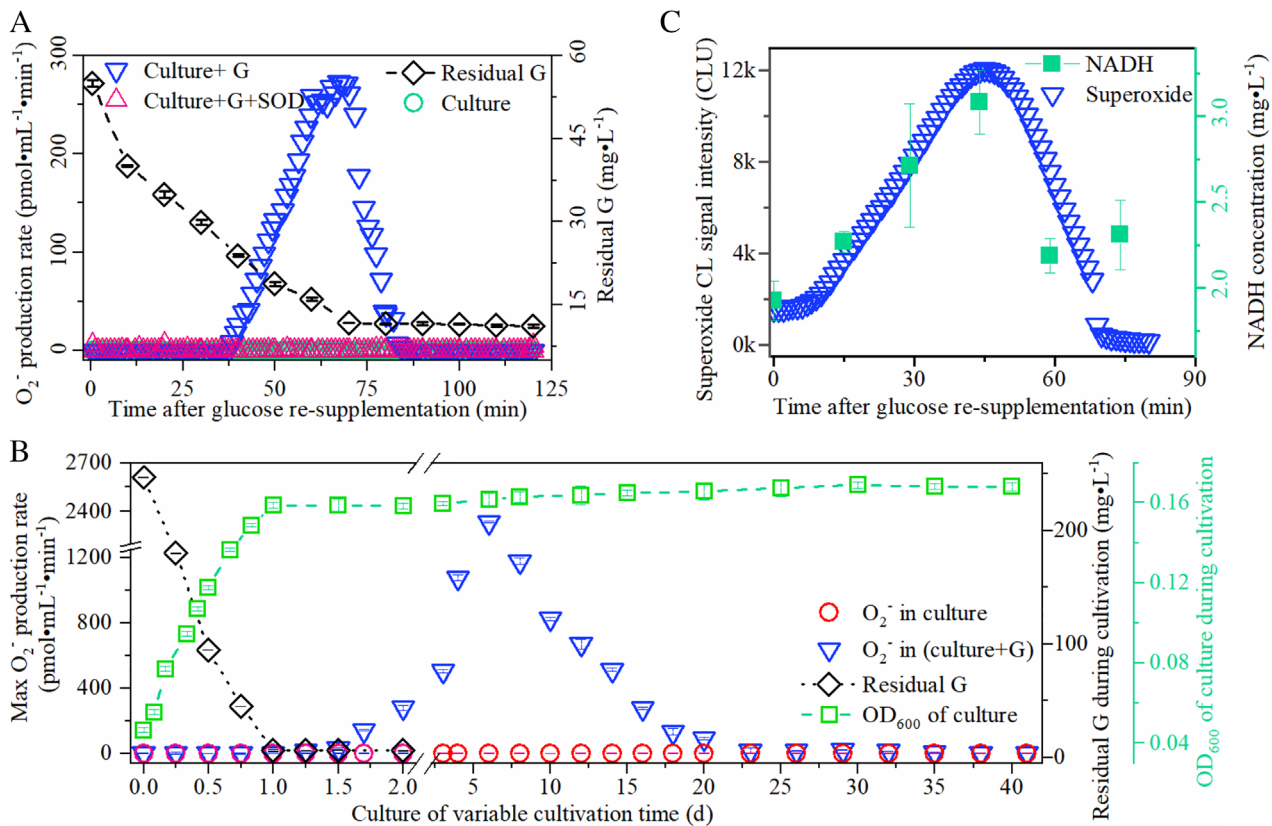 A
O2- production rate (pmol•mL-1•min-1)
300
200
100
0
Culture+ G
Culture+G+SOD
Residual G
Culture
60
45
30
15
Residual G (mg•L-1)
0
25
50
75
100
125
Time after glucose re-supplementation (min)
C
Superoxide CL signal intensity (CLU)
12k
8k
4k
0k
NADH
Superoxide
3.0
2.5
2.0
NADH concentration (mg•L-1)
0
30
60
90
Time after glucose re-supplementation (min)
B
Max O2- production rate
(pmol•mL-1•min-1)
2700
2400
1200
800
400
0
O2- in culture
O2- in (culture+G)
Residual G
OD600 of culture
200
100
0
Residual G during cultivation (mg•L-1)
0.16
0.12
0.08
0.04
OD600 of culture during cultivation
0.0
0.5
1.0
1.5
2.0
5
10
15
20
25
30
35
40
Culture of variable cultivation time (d)